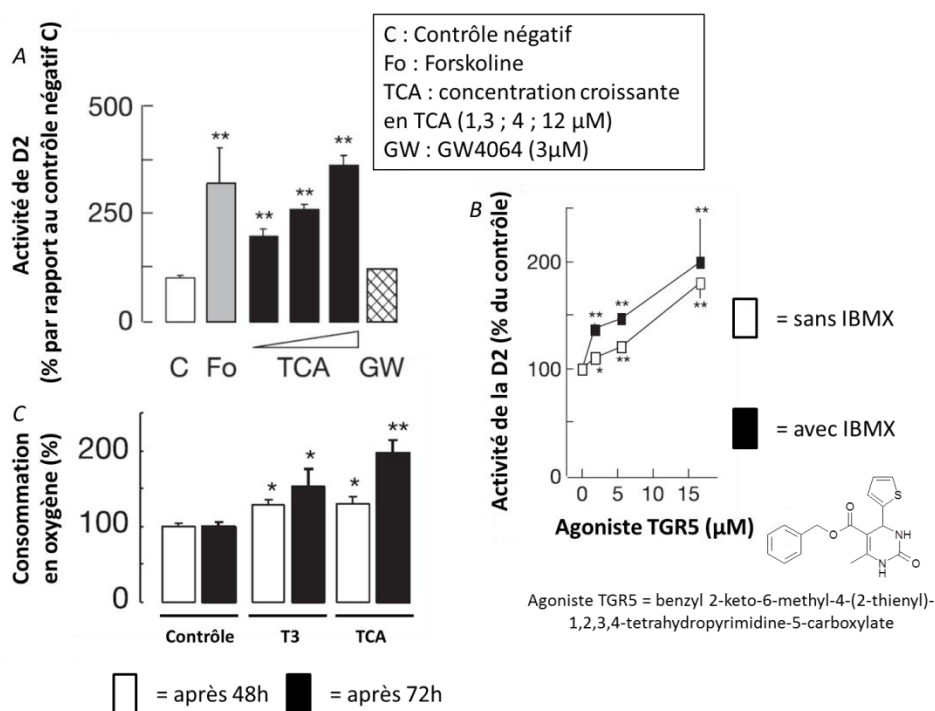 A
Activité de D2
(% par rapport au contrôle négatif C)
500
250
0
**
**
**
**
C
Fo
TCA
GW
C : Contrôle négatif
Fo : Forskoline
TCA : concentration croissante
en TCA (1,3 ; 4 ; 12 µM)
GW : GW4064 (3µM)
B
Activité de la D2 (% du contrôle)
200
100
0
**
**
**
*
**
**
0
5
10
15
Agoniste TGR5 (µM)
= sans IBMX
= avec IBMX
S
O
O
NH
N
H
O
Agoniste TGR5 = benzyl 2-keto-6-methyl-4-(2-thienyl)-
1,2,3,4-tetrahydropyrimidine-5-carboxylate
C
Consommation
en oxygène (%)
200
100
0
*
*
*
**
Contrôle
T3
TCA
= après 48h
= après 72h